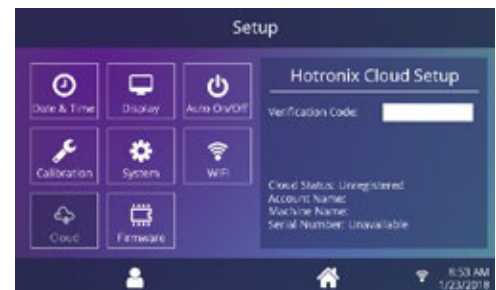 Setup
Date & Time
Display
Auto On/Off
Calibration
System
WiFi
Cloud
Firmware
Hotronix Cloud Setup
Verification Code:
Cloud Status: Unregistered
Account Name:
Machine Name:
Serial Number: Unavailable
8:53 AM
1/23/2018